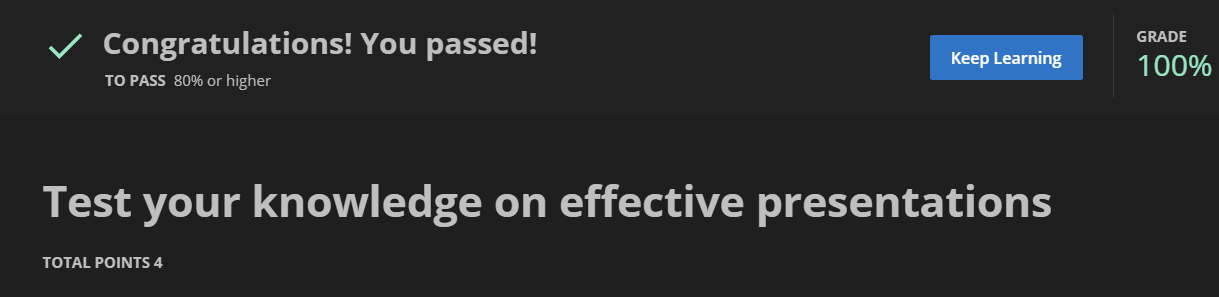 Congratulations! You passed!
TO PASS 80% or higher
Keep Learning
GRADE
100%
Test your knowledge on effective presentations
TOTAL POINTS 4